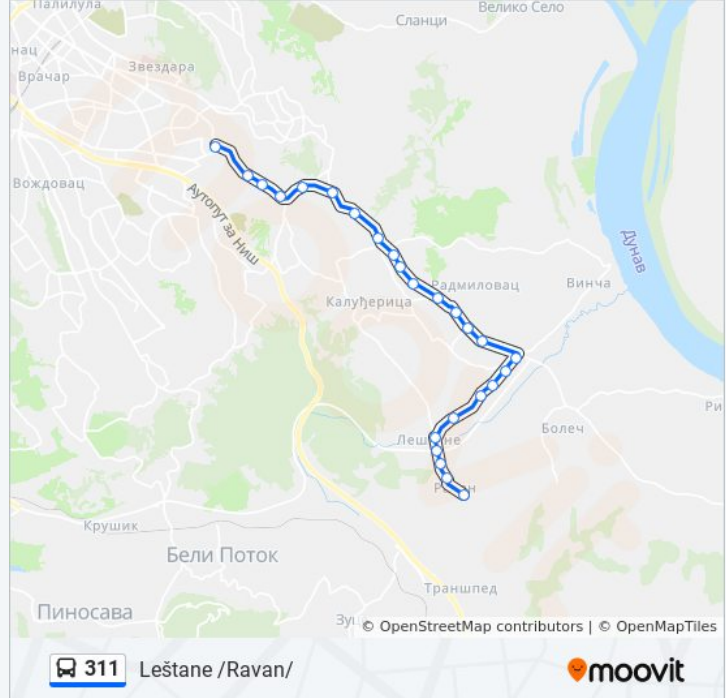 Палилула
Сланци
Велико Село
Врачар
Звездара
Вождовац
Аутопут за Ниш
Дунав
Радмиловац
Винча
Калуђерица
Болеч
Крушик
Бели Поток
Траншпед
Пиносава
© OpenStreetMap contributors | © OpenMapTiles
311 Leštane /Ravan/
moovit